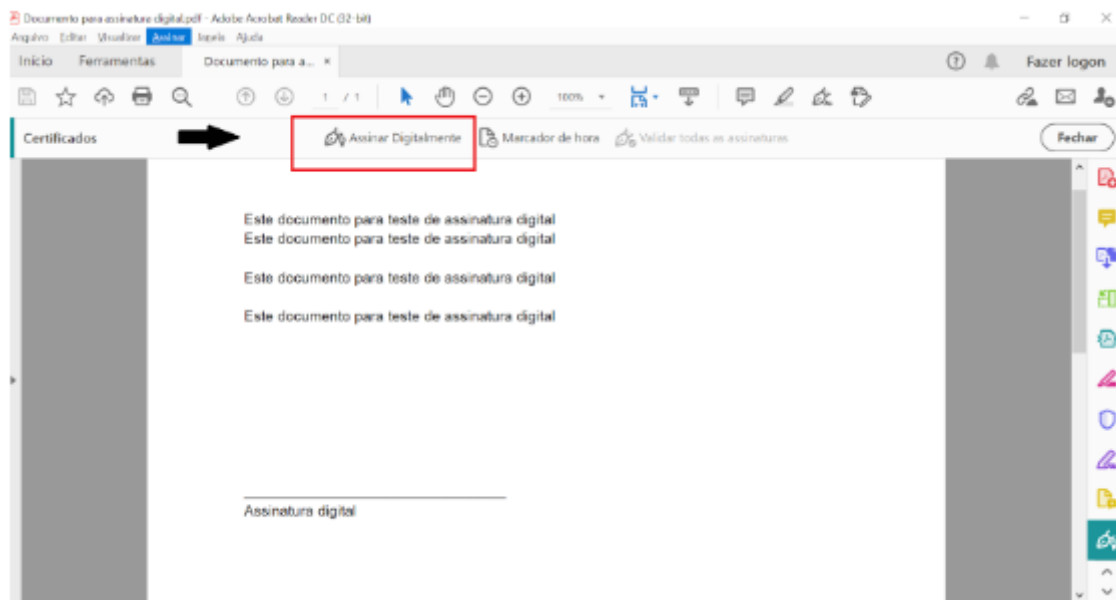 Documento para assinatura digital.pdf - Adobe Acrobat Reader DC (32-bit)
Arquivo Editar Visualizar Assinar Janela Ajuda
Início Ferramentas Documento para a... × Fazer logon
1 / 1 100%
Certificados Assinar Digitalmente Marcador de hora Validar todas as assinaturas Fechar
Este documento para teste de assinatura digital
Este documento para teste de assinatura digital
Este documento para teste de assinatura digital
Este documento para teste de assinatura digital
Assinatura digital